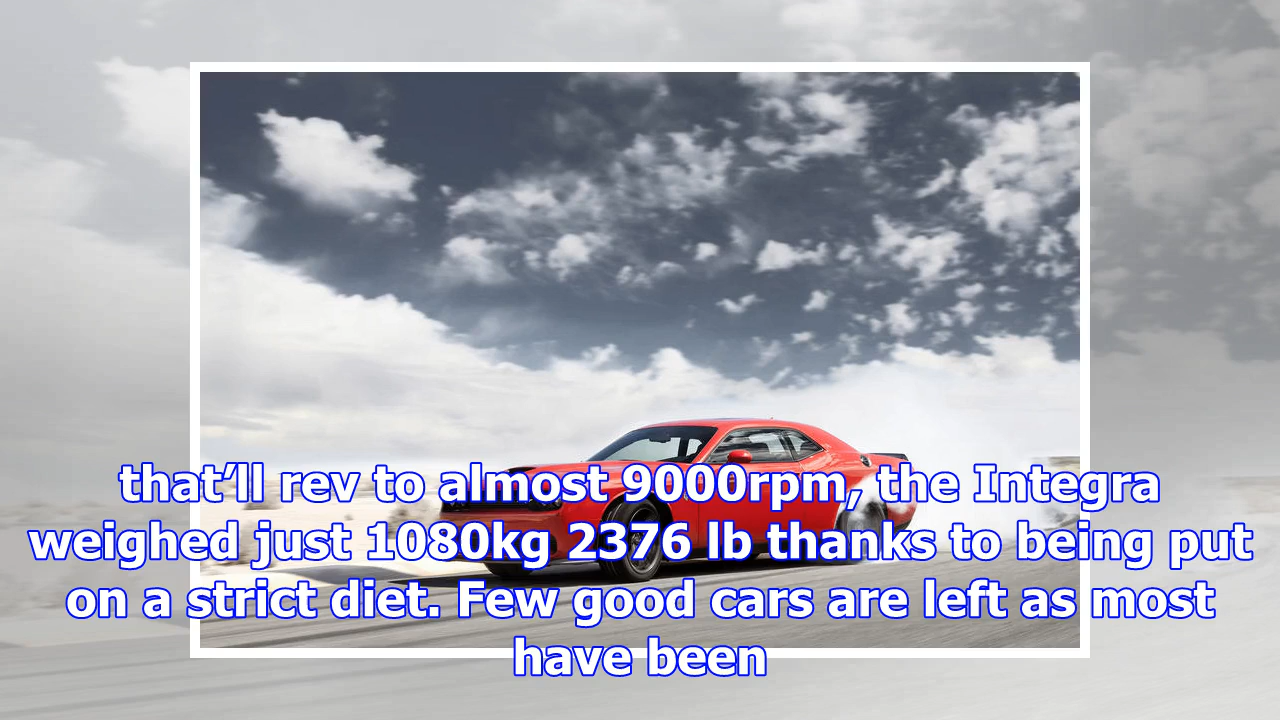 that’ll rev to almost 9000rpm, the Integra
weighed just 1080kg 2376 lb thanks to being put
on a strict diet. Few good cars are left as most
have been